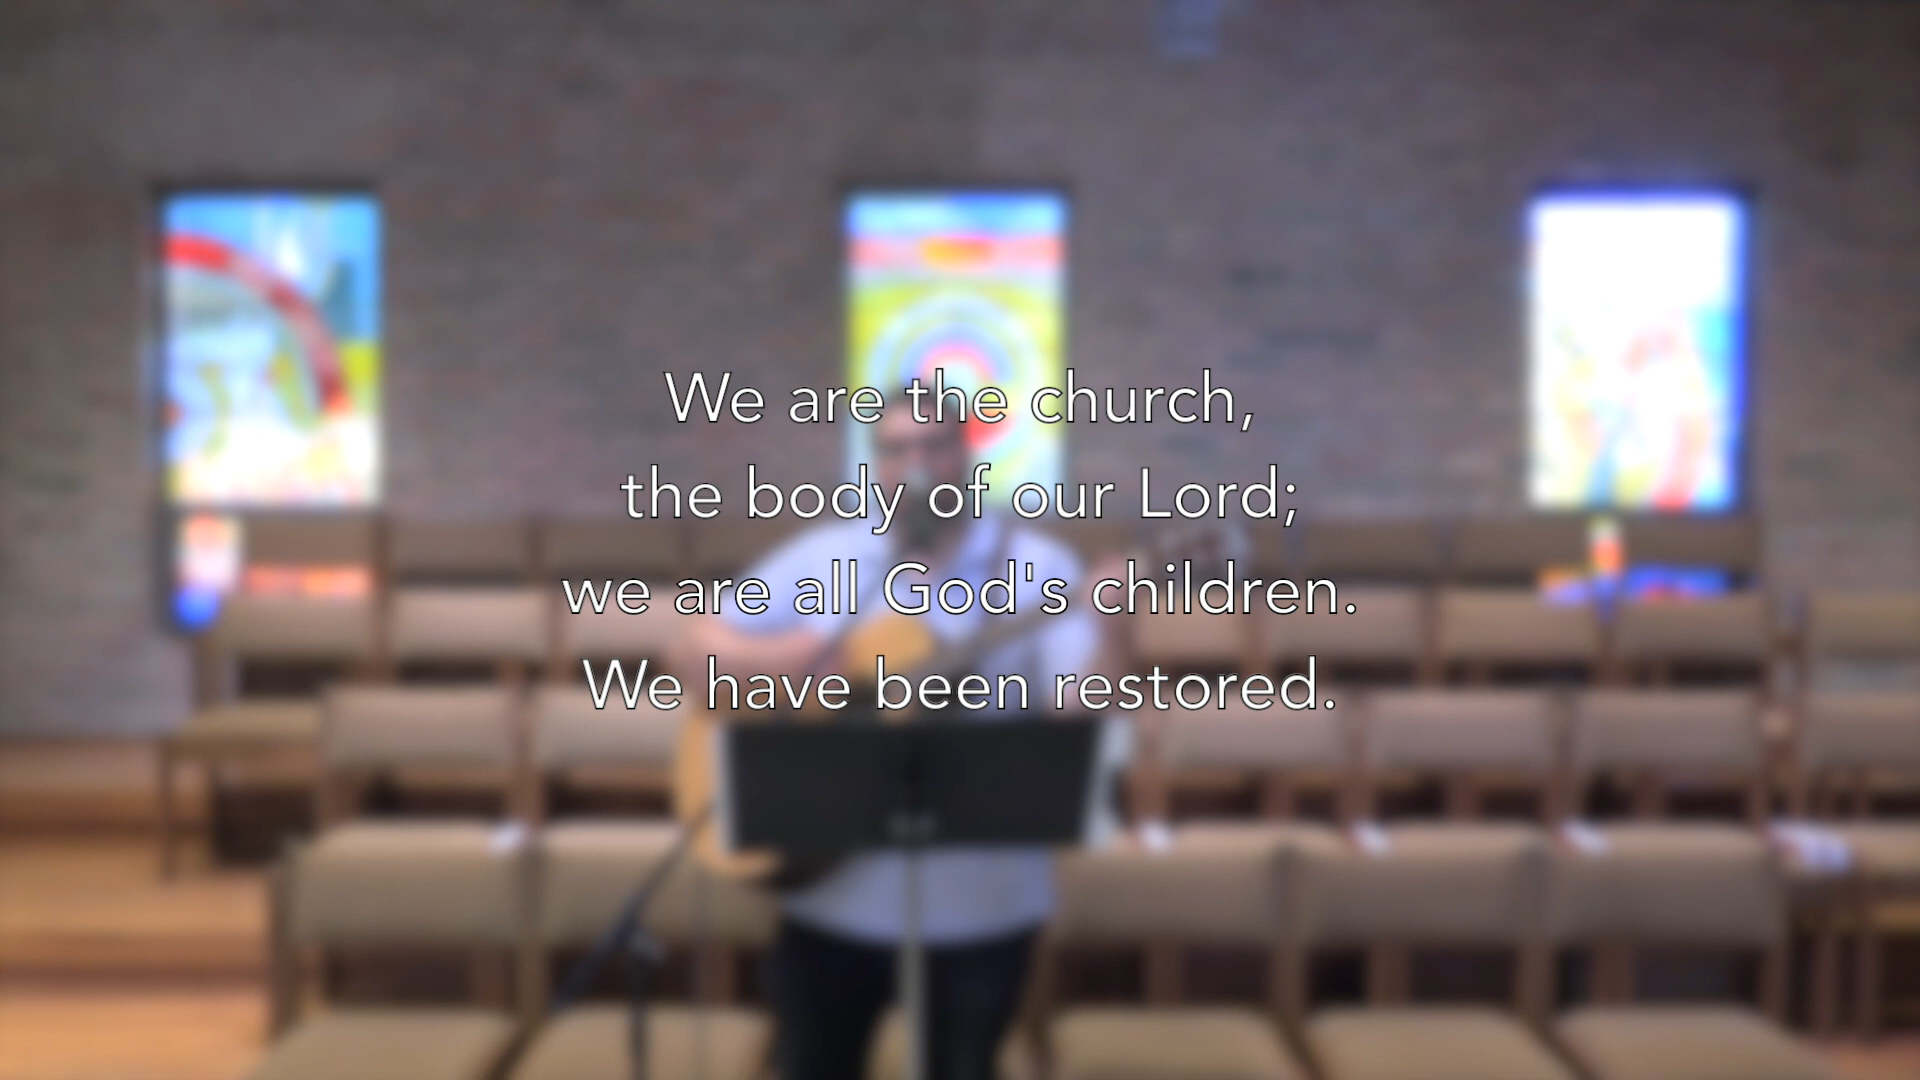 We are the church,
the body of our Lord;
we are all God's children.
We have been restored.